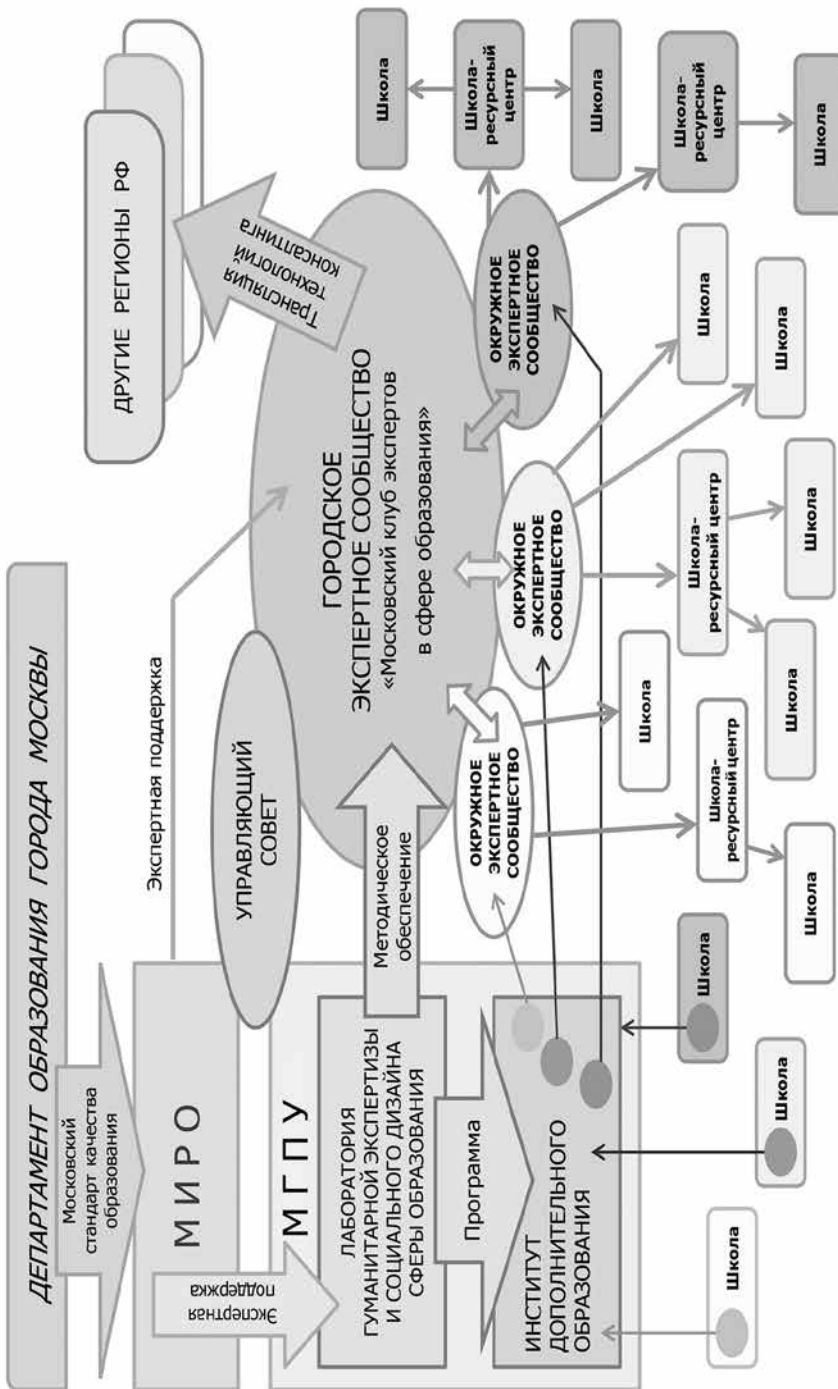 ДЕПАРТАМЕНТ ОБРАЗОВАНИЯ ГОРОДА МОСКВЫ
Московский
стандарт качества
образования
МИРО
Экспертная
поддержка
Экспертная поддержка
УПРАВЛЯЮЩИЙ
СОВЕТ
МГПУ
ЛАБОРАТОРИЯ
ГУМАНИТАРНОЙ ЭКСПЕРТИЗЫ
И СОЦИАЛЬНОГО ДИЗАЙНА
СФЕРЫ ОБРАЗОВАНИЯ
Методическое
обеспечение
Программа
ИНСТИТУТ
ДОПОЛНИТЕЛЬНОГО
ОБРАЗОВАНИЯ
ГОРОДСКОЕ
ЭКСПЕРТНОЕ СООБЩЕСТВО
«Московский клуб экспертов
в сфере образования»
Трансляция
технологий
консалтинга
ДРУГИЕ РЕГИОНЫ РФ
ОКРУЖНОЕ
ЭКСПЕРТНОЕ
СООБЩЕСТВО
ОКРУЖНОЕ
ЭКСПЕРТНОЕ
СООБЩЕСТВО
ОКРУЖНОЕ
ЭКСПЕРТНОЕ
СООБЩЕСТВО
Школа
Школа-
ресурсный
центр
Школа
Школа-
ресурсный
центр
Школа
Школа
Школа
Школа-
ресурсный центр
Школа
Школа
Школа
Школа-
ресурсный центр
Школа
Школа
Школа
Школа